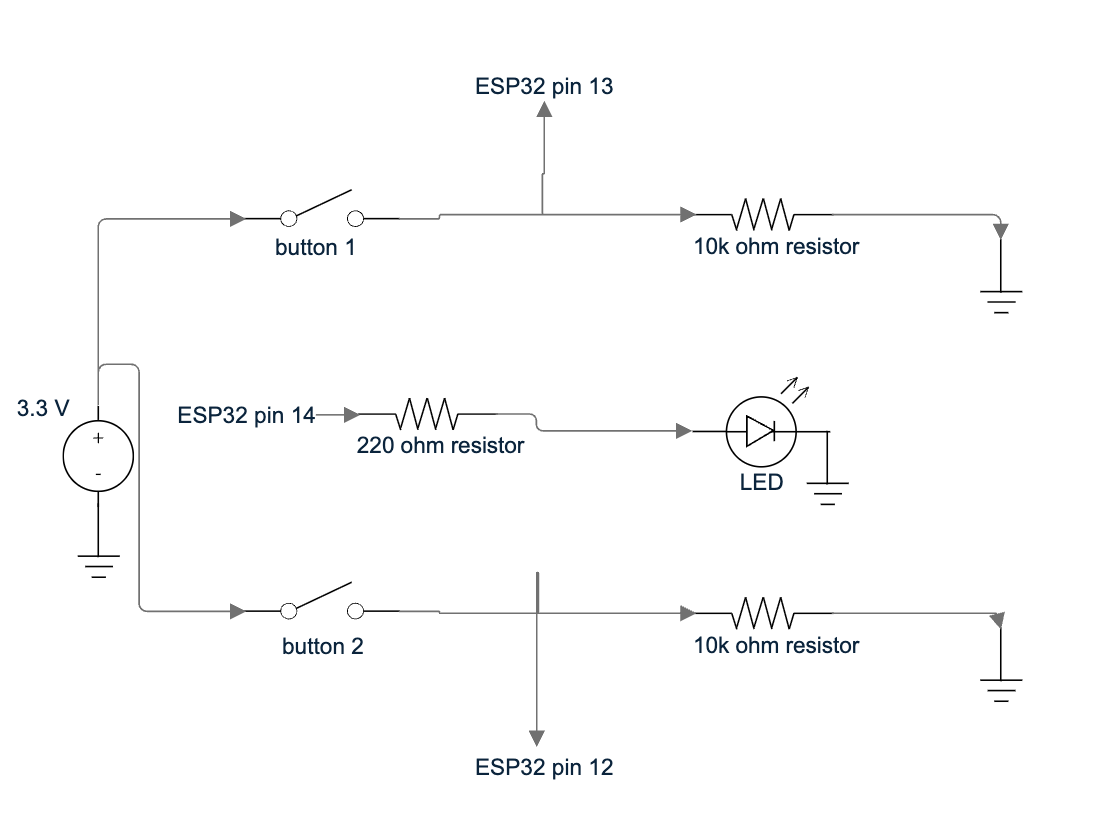 ESP32 pin 13
button 1
10k ohm resistor
3.3 V
+
-
ESP32 pin 14
220 ohm resistor
LED
button 2
10k ohm resistor
ESP32 pin 12